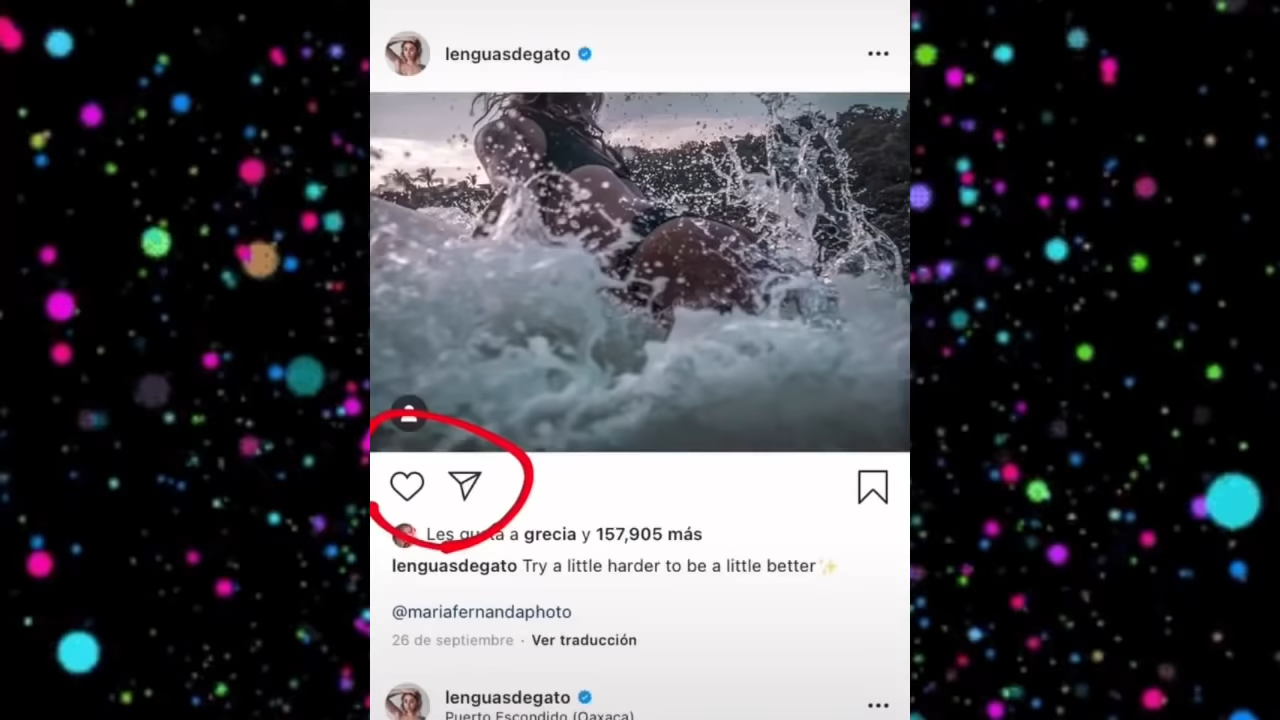 lenguasdegato
Les gusta a grecia y 157,905 más
lenguasdegato Try a little harder to be a little better✨
@mariafernandaphoto
26 de septiembre · Ver traducción
lenguasdegato
Puerto Escondido (Oaxaca)